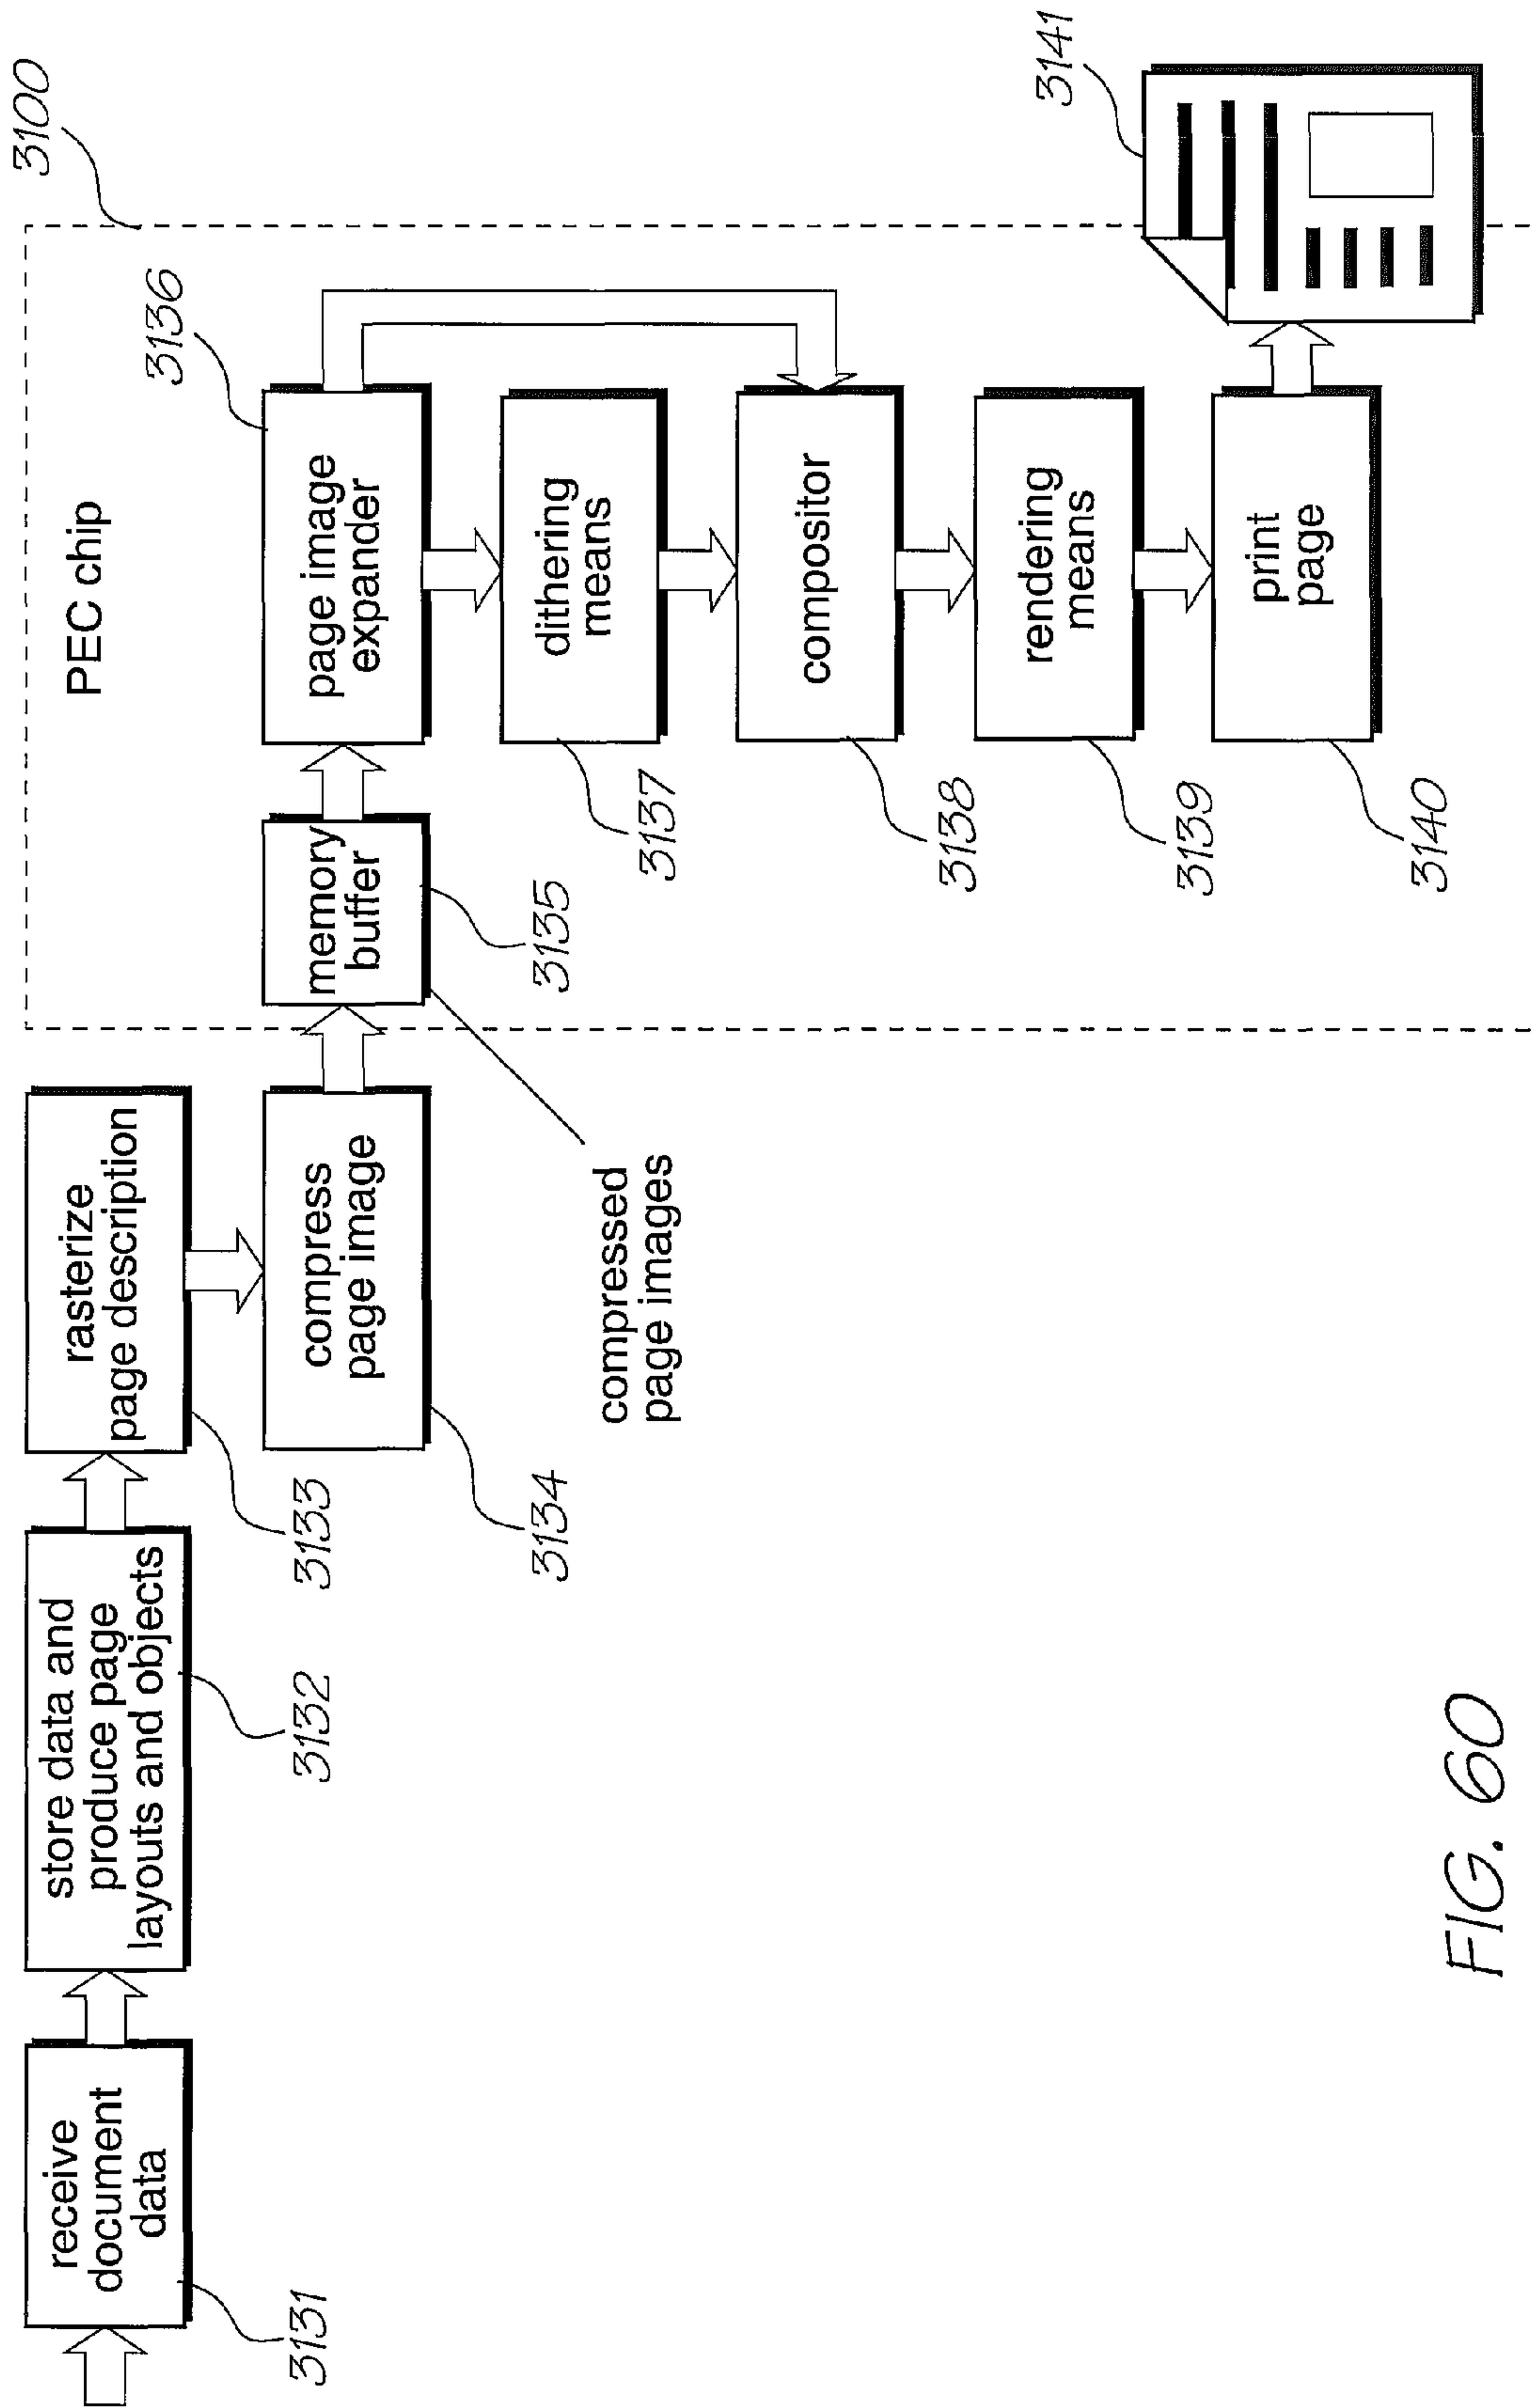 receive
document
data
3131
store data and
produce page
layouts and objects
3132
rasterize
page description
3133
compress
page image
3134
compressed
page images
PEC chip
3100
memory
buffer
3135
page image
expander
3136
dithering
means
3137
compositor
3138
rendering
means
3139
print
page
3140
3141
FIG. 60